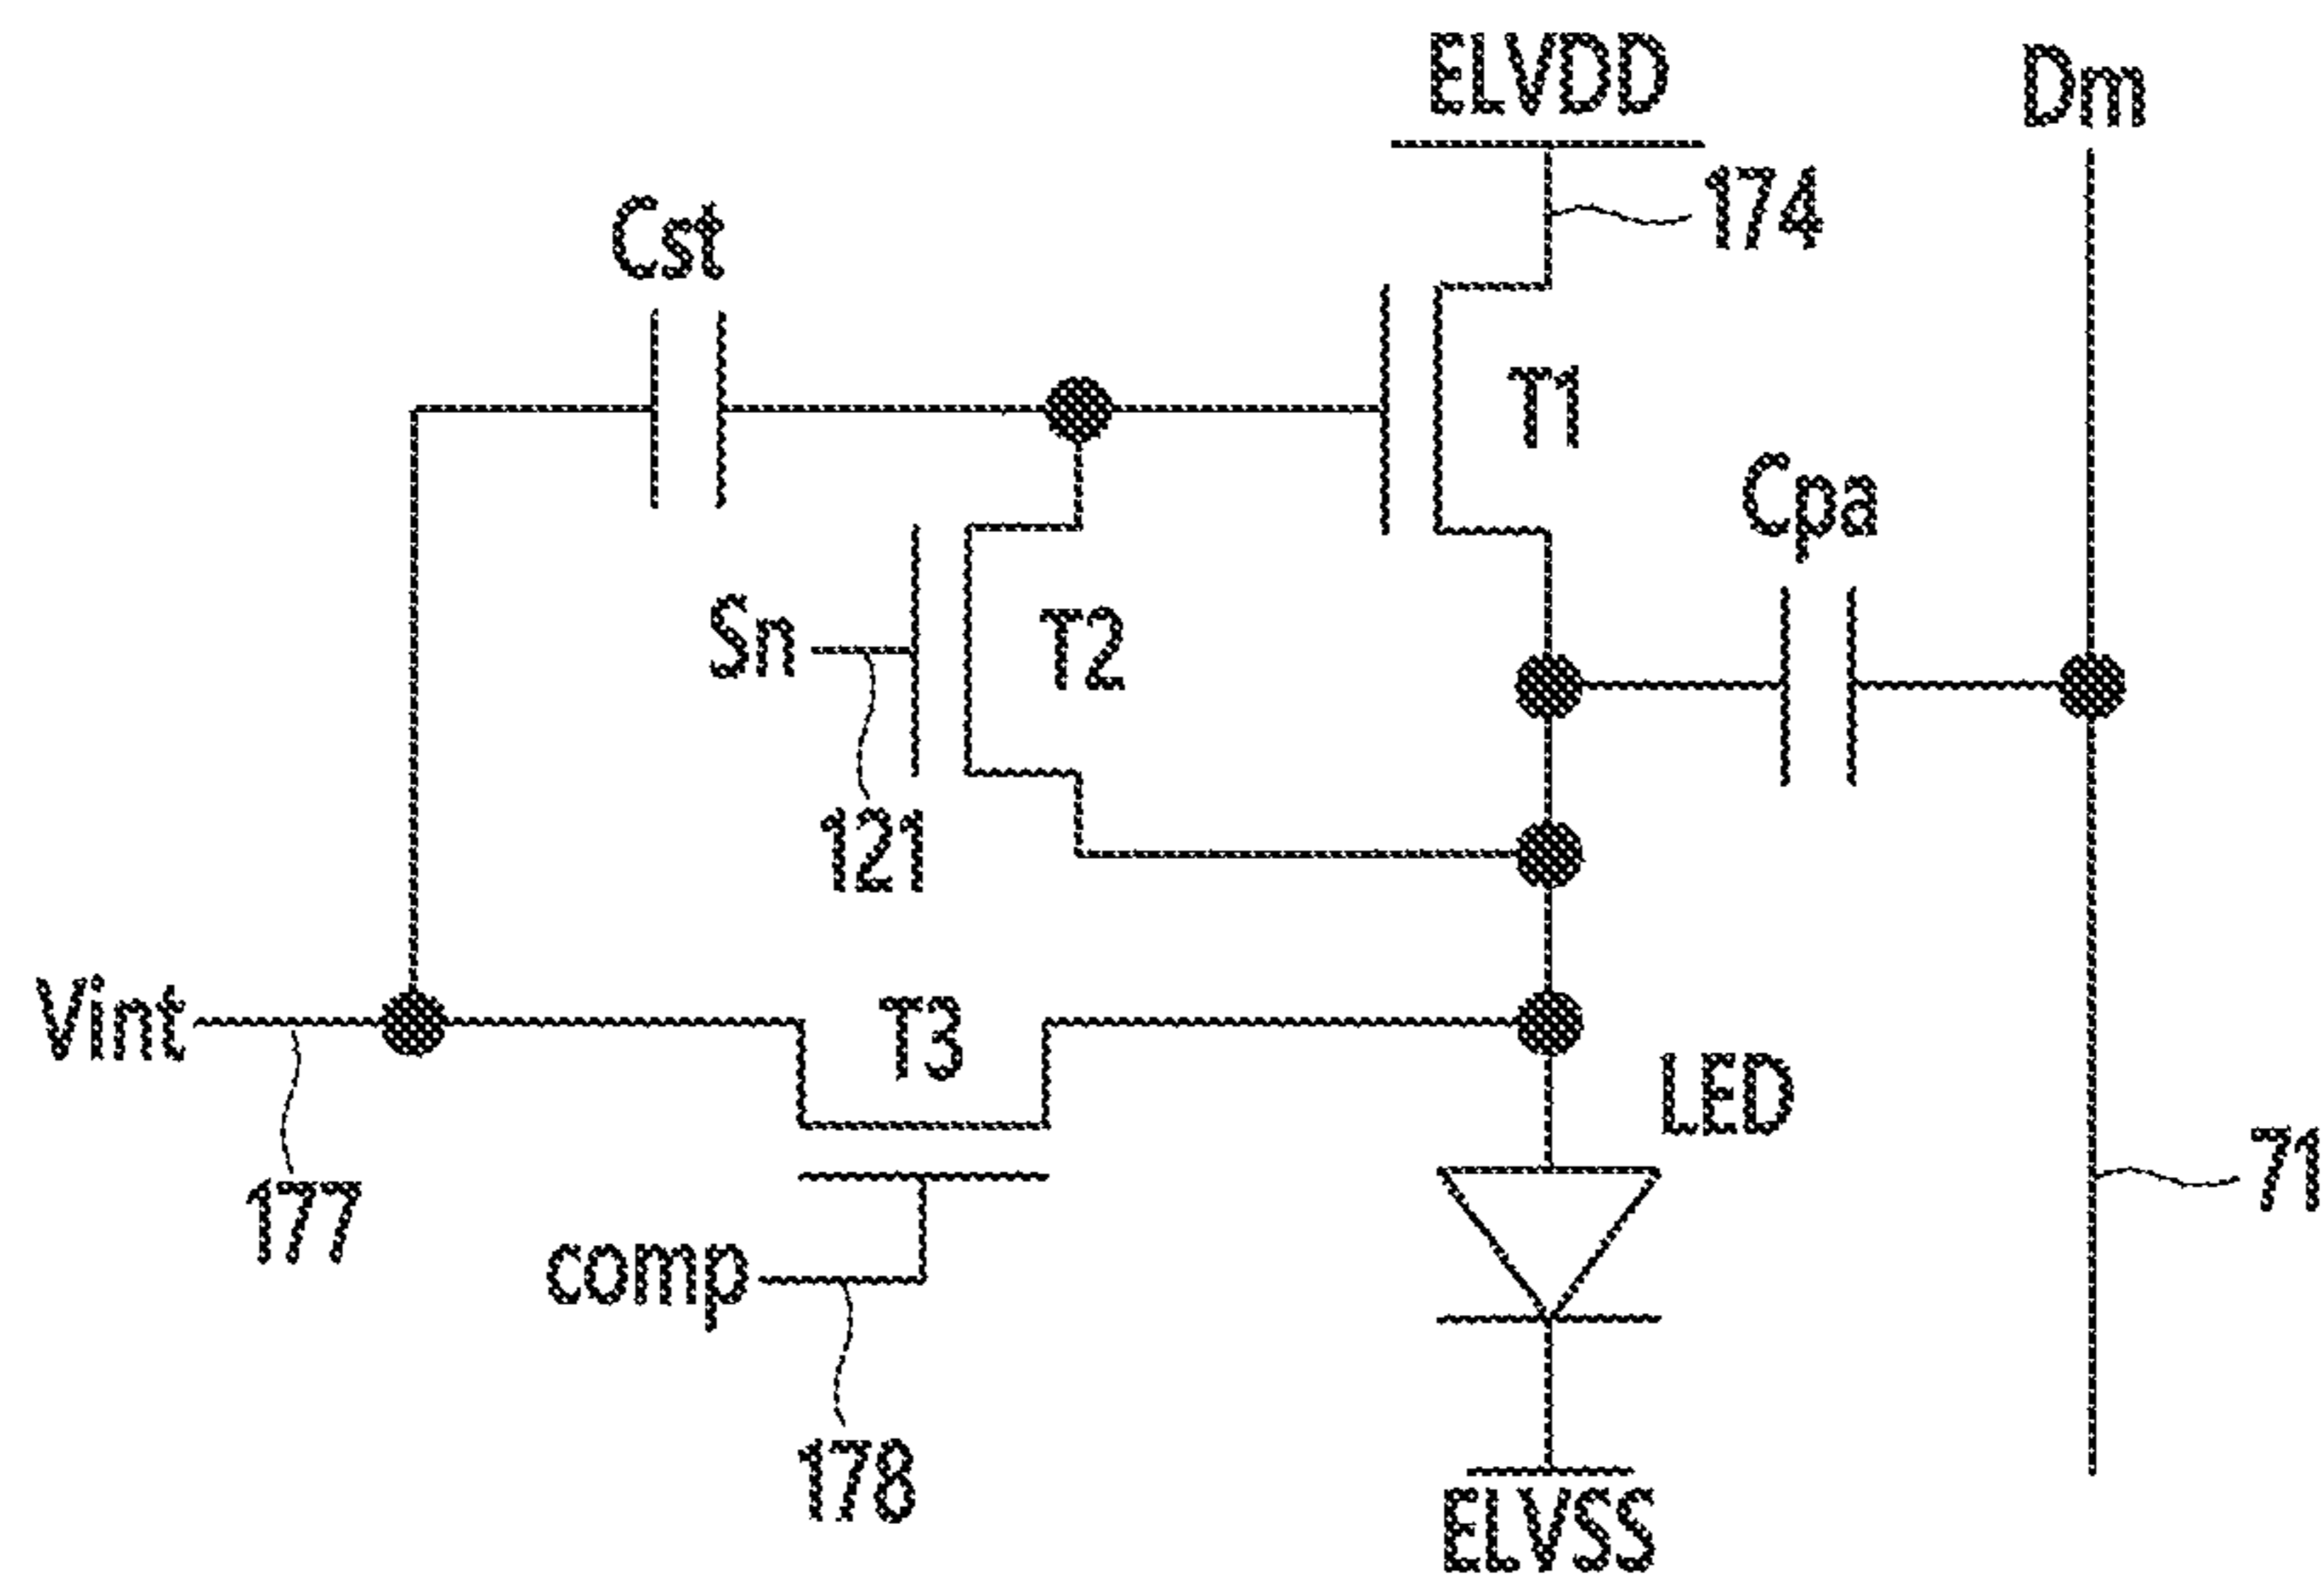 ELVDD
Dm
174
Cst
T1
Cpa
Sn
T2
121
Vint
T3
LED
71
177
comp
178
ELVSS